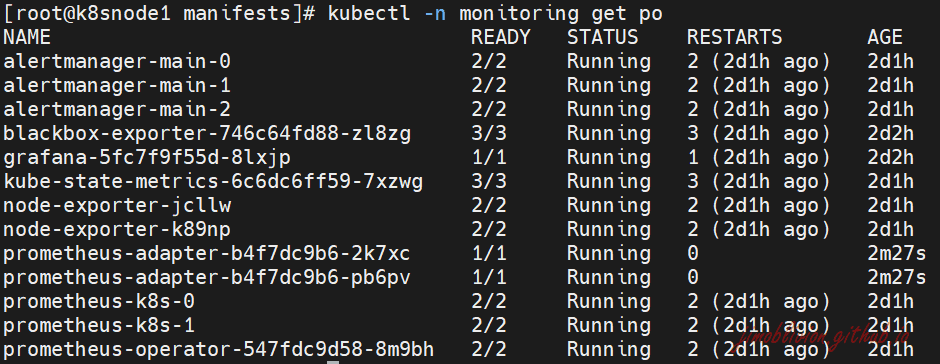 [root@k8snode1 manifests]# kubectl -n monitoring get po
NAME READY STATUS RESTARTS AGE
alertmanager-main-0 2/2 Running 2 (2d1h ago) 2d1h
alertmanager-main-1 2/2 Running 2 (2d1h ago) 2d1h
alertmanager-main-2 2/2 Running 2 (2d1h ago) 2d1h
blackbox-exporter-746c64fd88-zl8zg 3/3 Running 3 (2d1h ago) 2d2h
grafana-5fc7f9f55d-8lxjp 1/1 Running 1 (2d1h ago) 2d2h
kube-state-metrics-6c6dc6ff59-7xzwg 3/3 Running 3 (2d1h ago) 2d2h
node-exporter-jcllw 2/2 Running 2 (2d1h ago) 2d1h
node-exporter-k89np 2/2 Running 2 (2d1h ago) 2d1h
prometheus-adapter-b4f7dc9b6-2k7xc 1/1 Running 0 2m27s
prometheus-adapter-b4f7dc9b6-pb6pv 1/1 Running 0 2m27s
prometheus-k8s-0 2/2 Running 2 (2d1h ago) 2d1h
prometheus-k8s-1 2/2 Running 2 (2d1h ago) 2d1h
prometheus-operator-547fdc9d58-8m9bh 2/2 Running 2 (2d1h ago) 2d1h